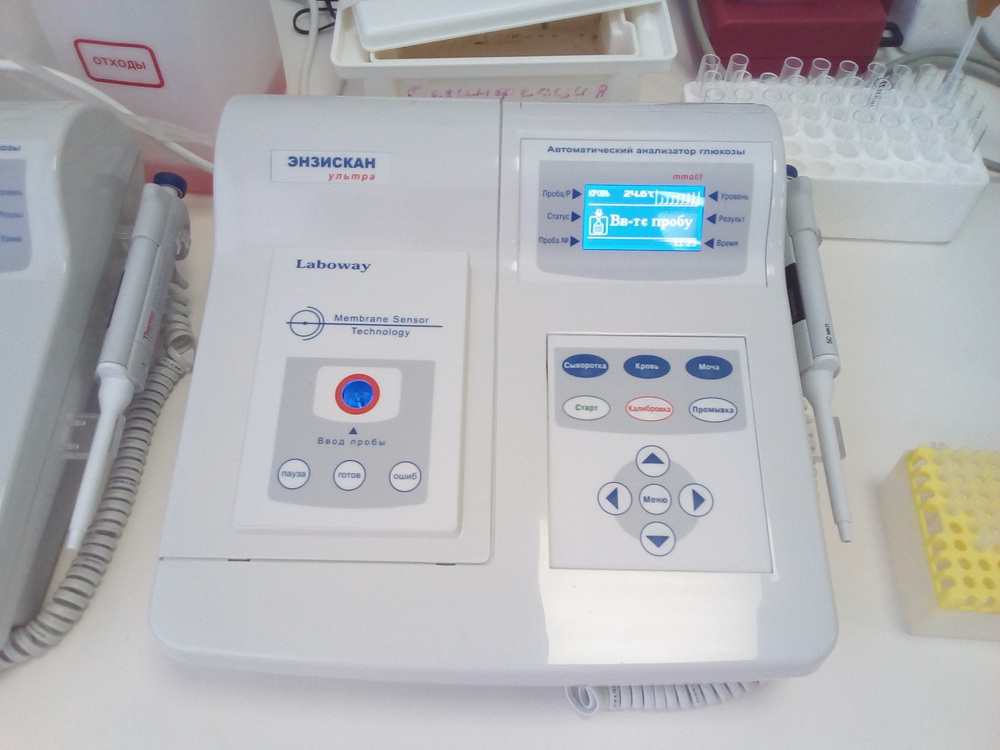 ОТХОДЫ
ЭНЗИСКАН
ультра
Автоматический анализатор глюкозы
mmol/l
Проба/Р
КРОВЬ 24.6°C
Уровень
Статус
Вв-те пробу
Результ
Проба №
11:25
Время
Laboway
Membrane Sensor
Technology
Ввод пробы
пауза
готов
ошиб
Сыворотка
Кровь
Моча
Старт
Калибровка
Промывка
Меню
Thermo
50 мкл
Результ
Время